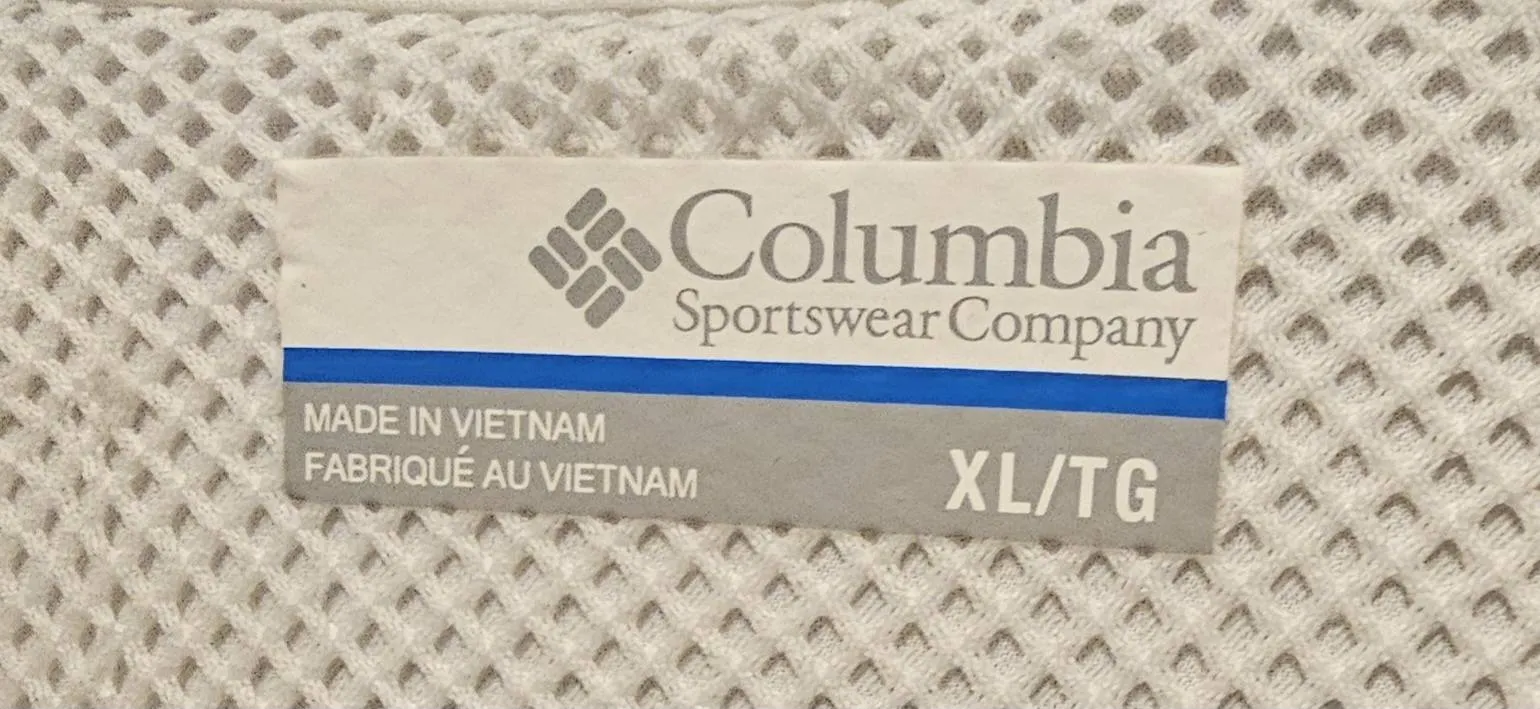 Columbia
Sportswear Company
MADE IN VIETNAM
FABRIQUÉ AU VIETNAM
XL/TG